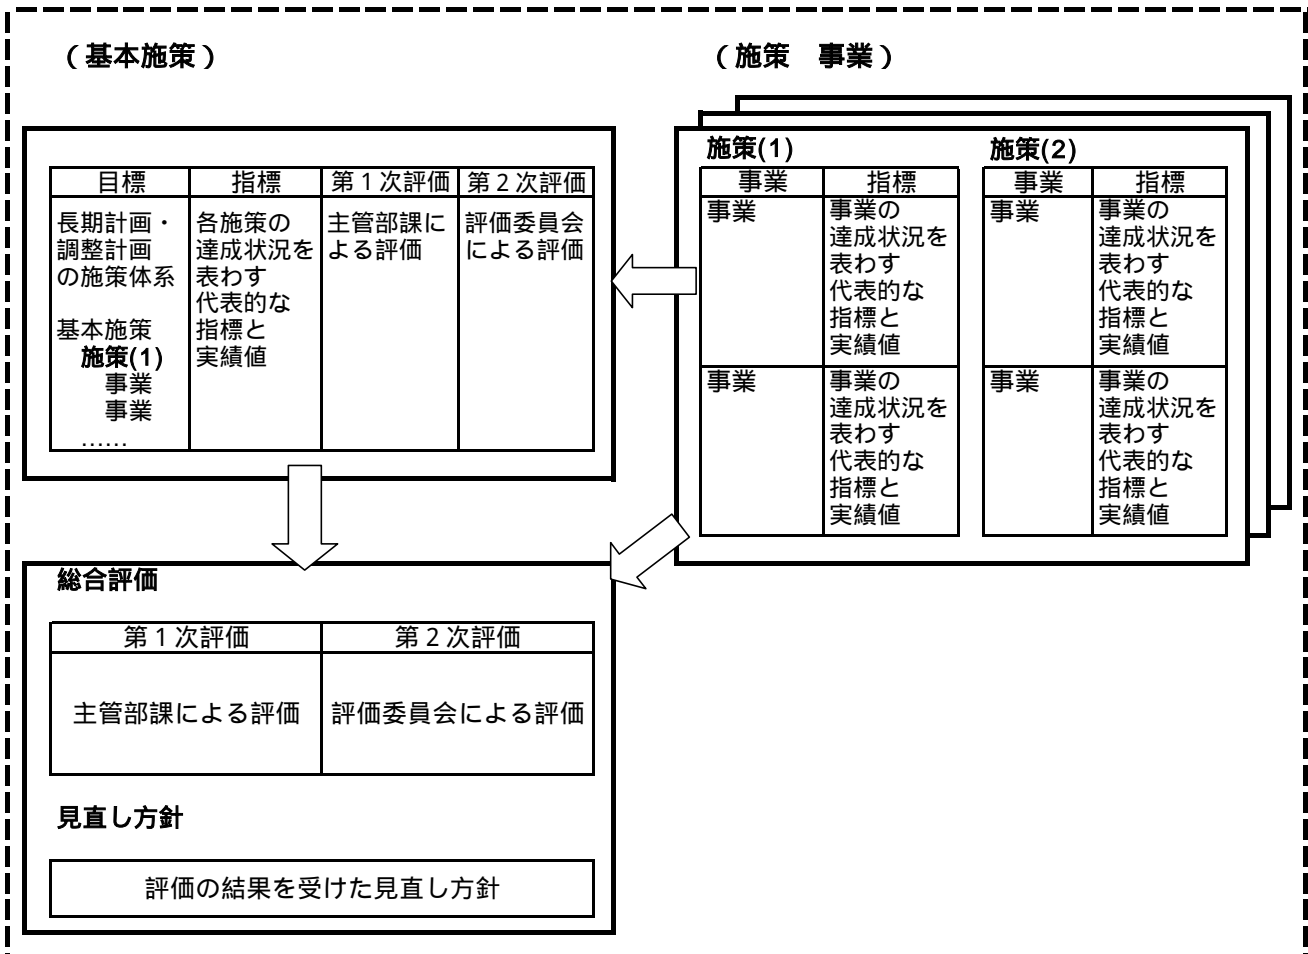 （基本施策）
（施策　事業）
目標
指標
第１次評価
第２次評価
長期計画・
調整計画
の施策体系
基本施策
施策(1)
事業
事業
……
各施策の
達成状況を
表わす
代表的な
指標と
実績値
主管部課に
よる評価
評価委員会
による評価
施策(1)
事業
指標
事業
事業の
達成状況を
表わす
代表的な
指標と
実績値
事業
事業の
達成状況を
表わす
代表的な
指標と
実績値
施策(2)
事業
指標
事業
事業の
達成状況を
表わす
代表的な
指標と
実績値
事業
事業の
達成状況を
表わす
代表的な
指標と
実績値
総合評価
第１次評価
第２次評価
主管部課による評価
評価委員会による評価
見直し方針
評価の結果を受けた見直し方針